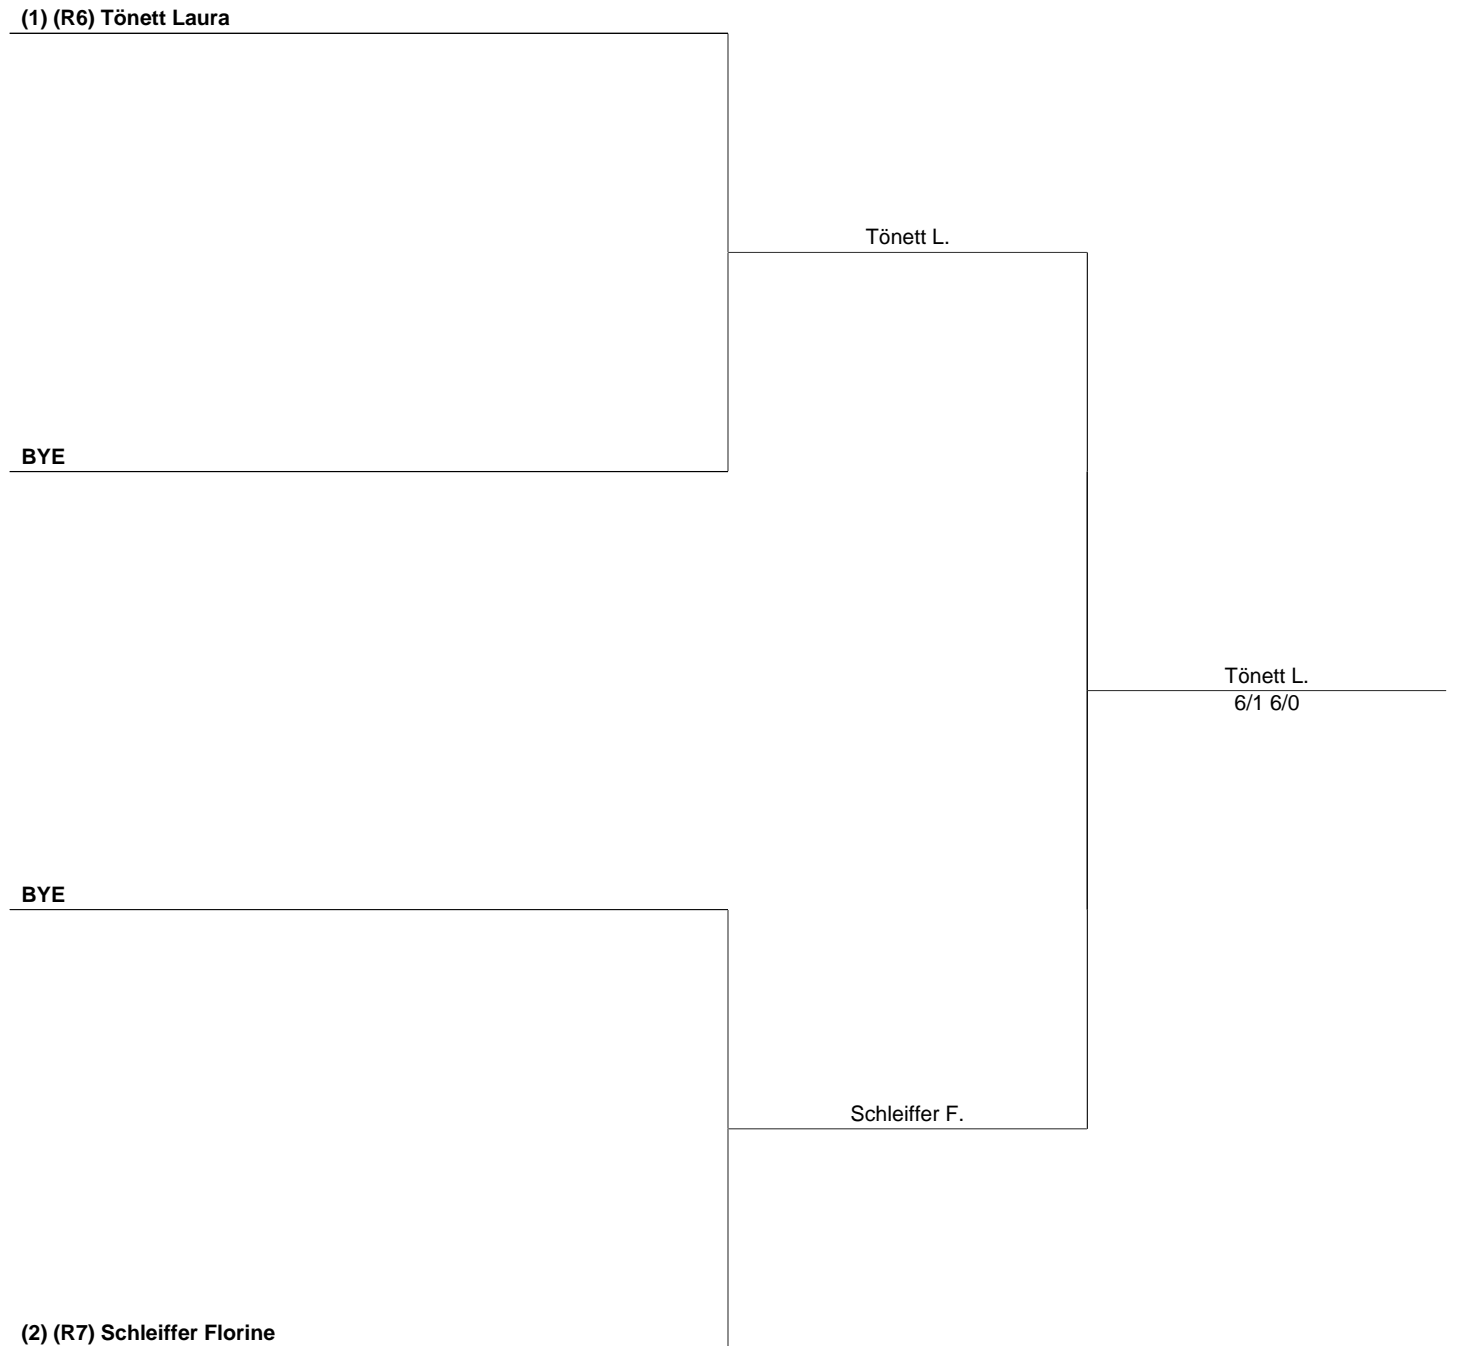 (1) (R6) Tönett Laura
Tönett L.
BYE
Tönett L.
6/1 6/0
BYE
Schleiffer F.
(2) (R7) Schleiffer Florine